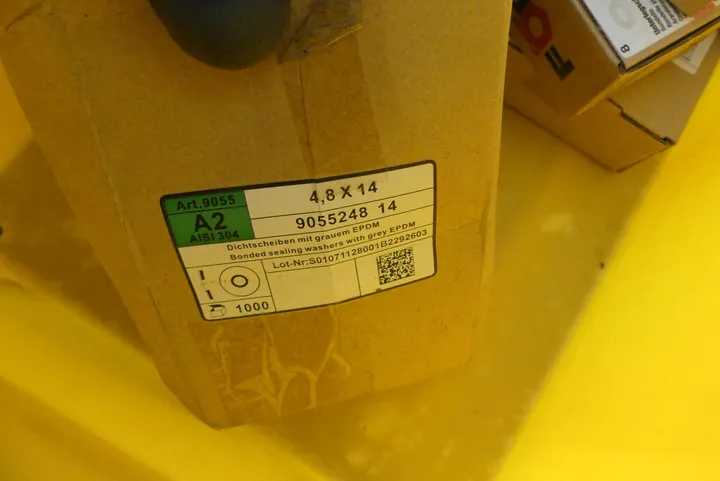 Art.9055
A2
AISI 304
4,8 X 14
9055248 14
Dichtscheiben mit grauem EPDM
Bonded sealing washers with grey EPDM
Lot-Nr:S01071128001B2292603
1000
8